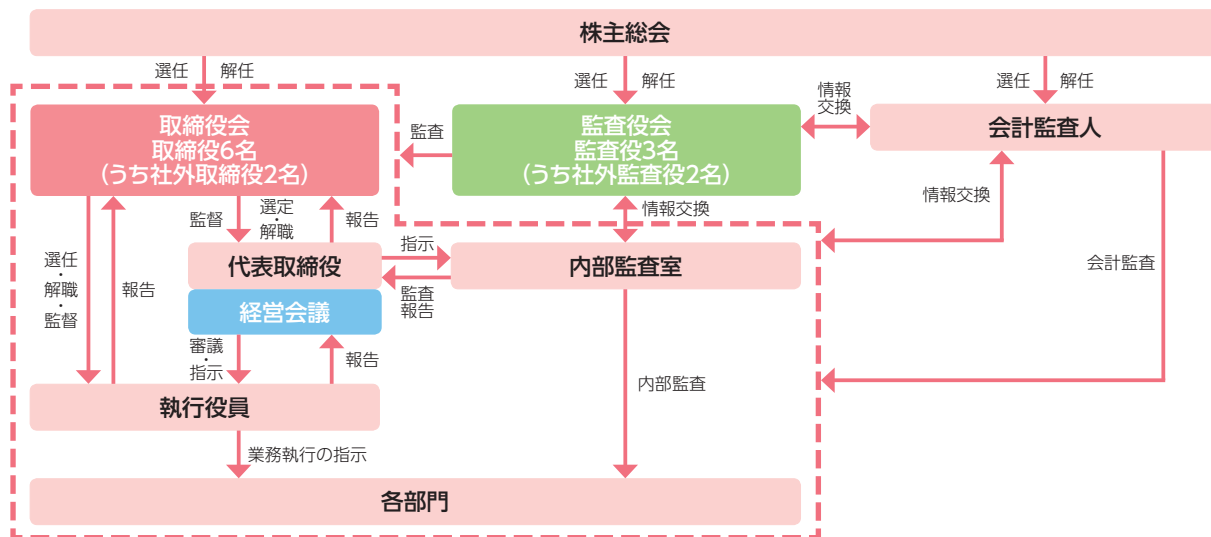 株主総会
選任
解任
選任
解任
選任
解任
情報
交換
取締役会
取締役6名
(うち社外取締役2名)
監査
監査役会
監査役3名
(うち社外監査役2名)
会計監査人
監督
選定
・
解職
報告
情報交換
情報交換
選任
・
解職
・
監督
報告
代表取締役
指示
監査
報告
内部監査室
会計監査
経営会議
審議
・
指示
報告
内部監査
執行役員
業務執行の指示
各部門